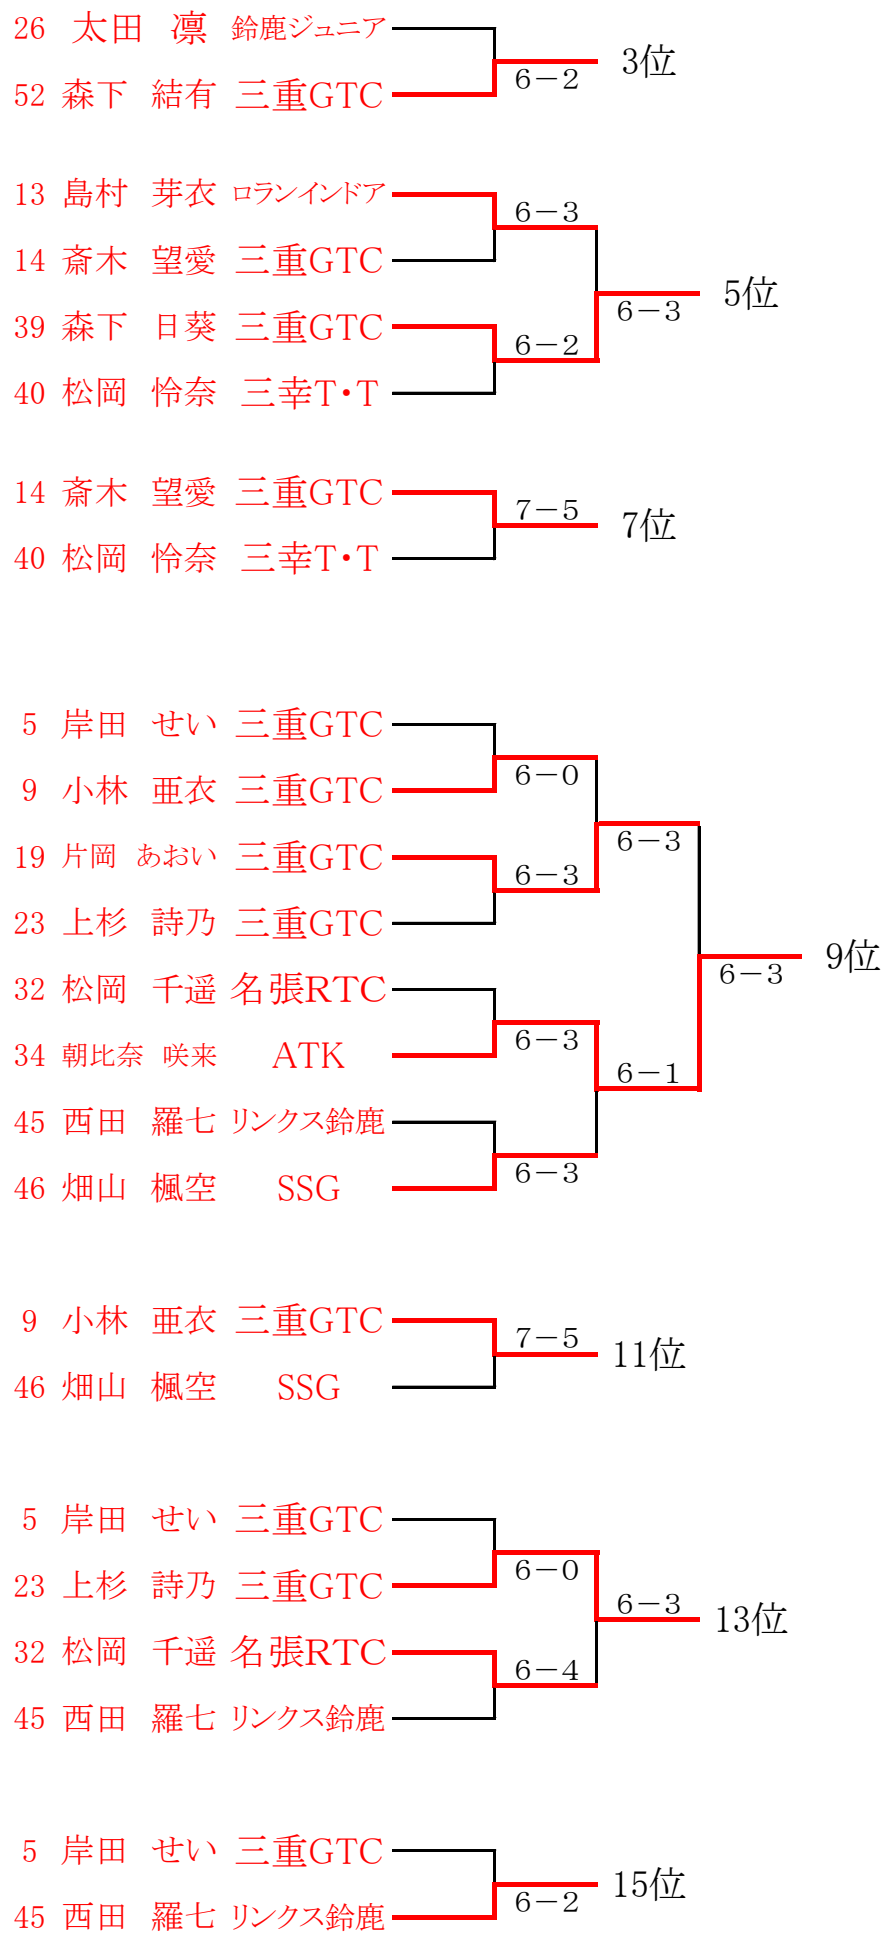 26 太田 凛 鈴鹿ジュニア
6－2 3位
52 森下 結有 三重GTC
13 島村 芽衣 ロランインドア
6－3
14 斎木 望愛 三重GTC
6－3 5位
39 森下 日葵 三重GTC
6－2
40 松岡 怜奈 三幸T・T
14 斎木 望愛 三重GTC
7－5 7位
40 松岡 怜奈 三幸T・T
5 岸田 せい 三重GTC
6－0
9 小林 亜衣 三重GTC
6－3
19 片岡 あおい 三重GTC
6－3
23 上杉 詩乃 三重GTC
6－3 9位
32 松岡 千遥 名張RTC
6－3
34 朝比奈 咲来 ATK
6－1
45 西田 羅七 リンクス鈴鹿
6－3
46 畑山 楓空 SSG
9 小林 亜衣 三重GTC
7－5 11位
46 畑山 楓空 SSG
5 岸田 せい 三重GTC
6－0
23 上杉 詩乃 三重GTC
6－3 13位
32 松岡 千遥 名張RTC
6－4
45 西田 羅七 リンクス鈴鹿
5 岸田 せい 三重GTC
6－2 15位
45 西田 羅七 リンクス鈴鹿